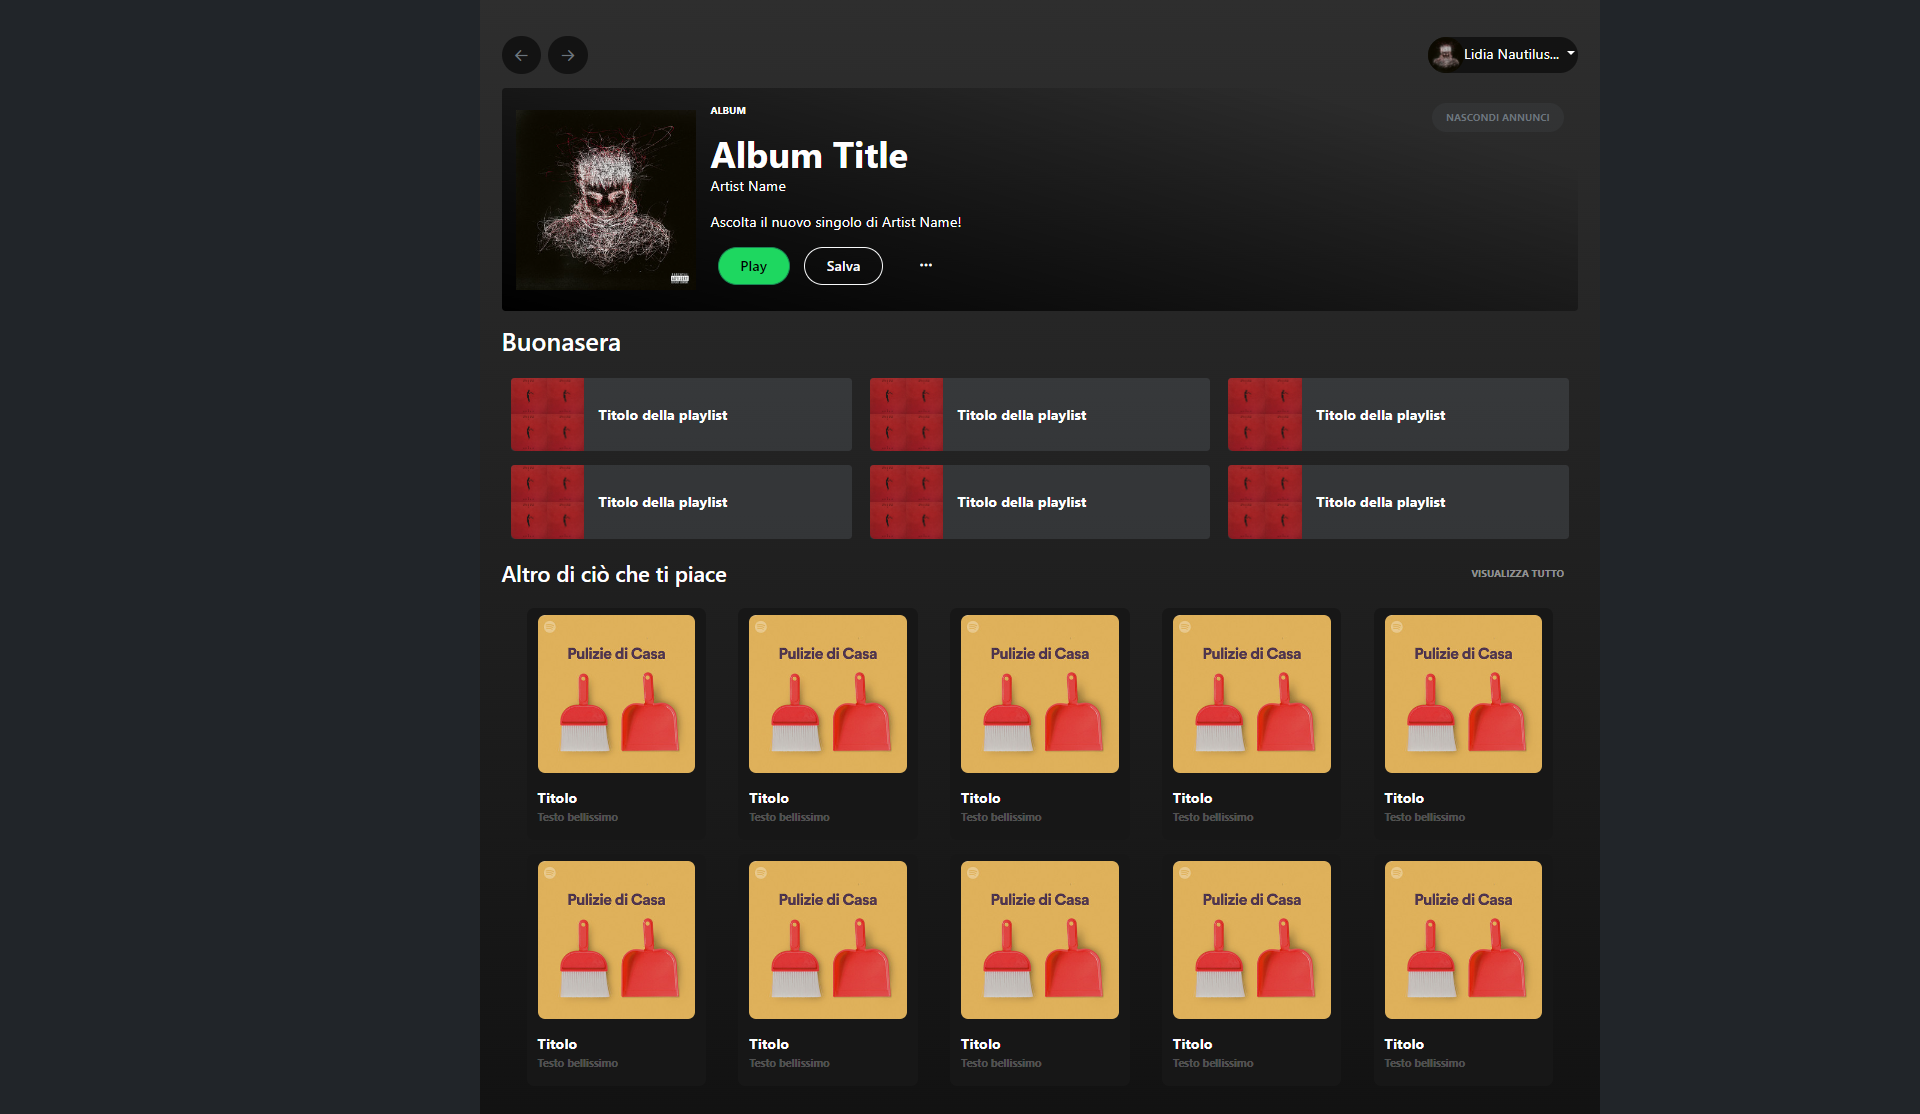 Lidia Nautilus...
ALBUM
NASCONDI ANNUNCI
Album Title
Artist Name
Ascolta il nuovo singolo di Artist Name!
Play
Salva
Buonasera
Titolo della playlist
Titolo della playlist
Titolo della playlist
Titolo della playlist
Titolo della playlist
Titolo della playlist
Altro di ciò che ti piace
VISUALIZZA TUTTO
Pulizie di Casa
Pulizie di Casa
Pulizie di Casa
Pulizie di Casa
Pulizie di Casa
Titolo
Titolo
Titolo
Titolo
Titolo
Testo bellissimo
Testo bellissimo
Testo bellissimo
Testo bellissimo
Testo bellissimo
Pulizie di Casa
Pulizie di Casa
Pulizie di Casa
Pulizie di Casa
Pulizie di Casa
Titolo
Titolo
Titolo
Titolo
Titolo
Testo bellissimo
Testo bellissimo
Testo bellissimo
Testo bellissimo
Testo bellissimo